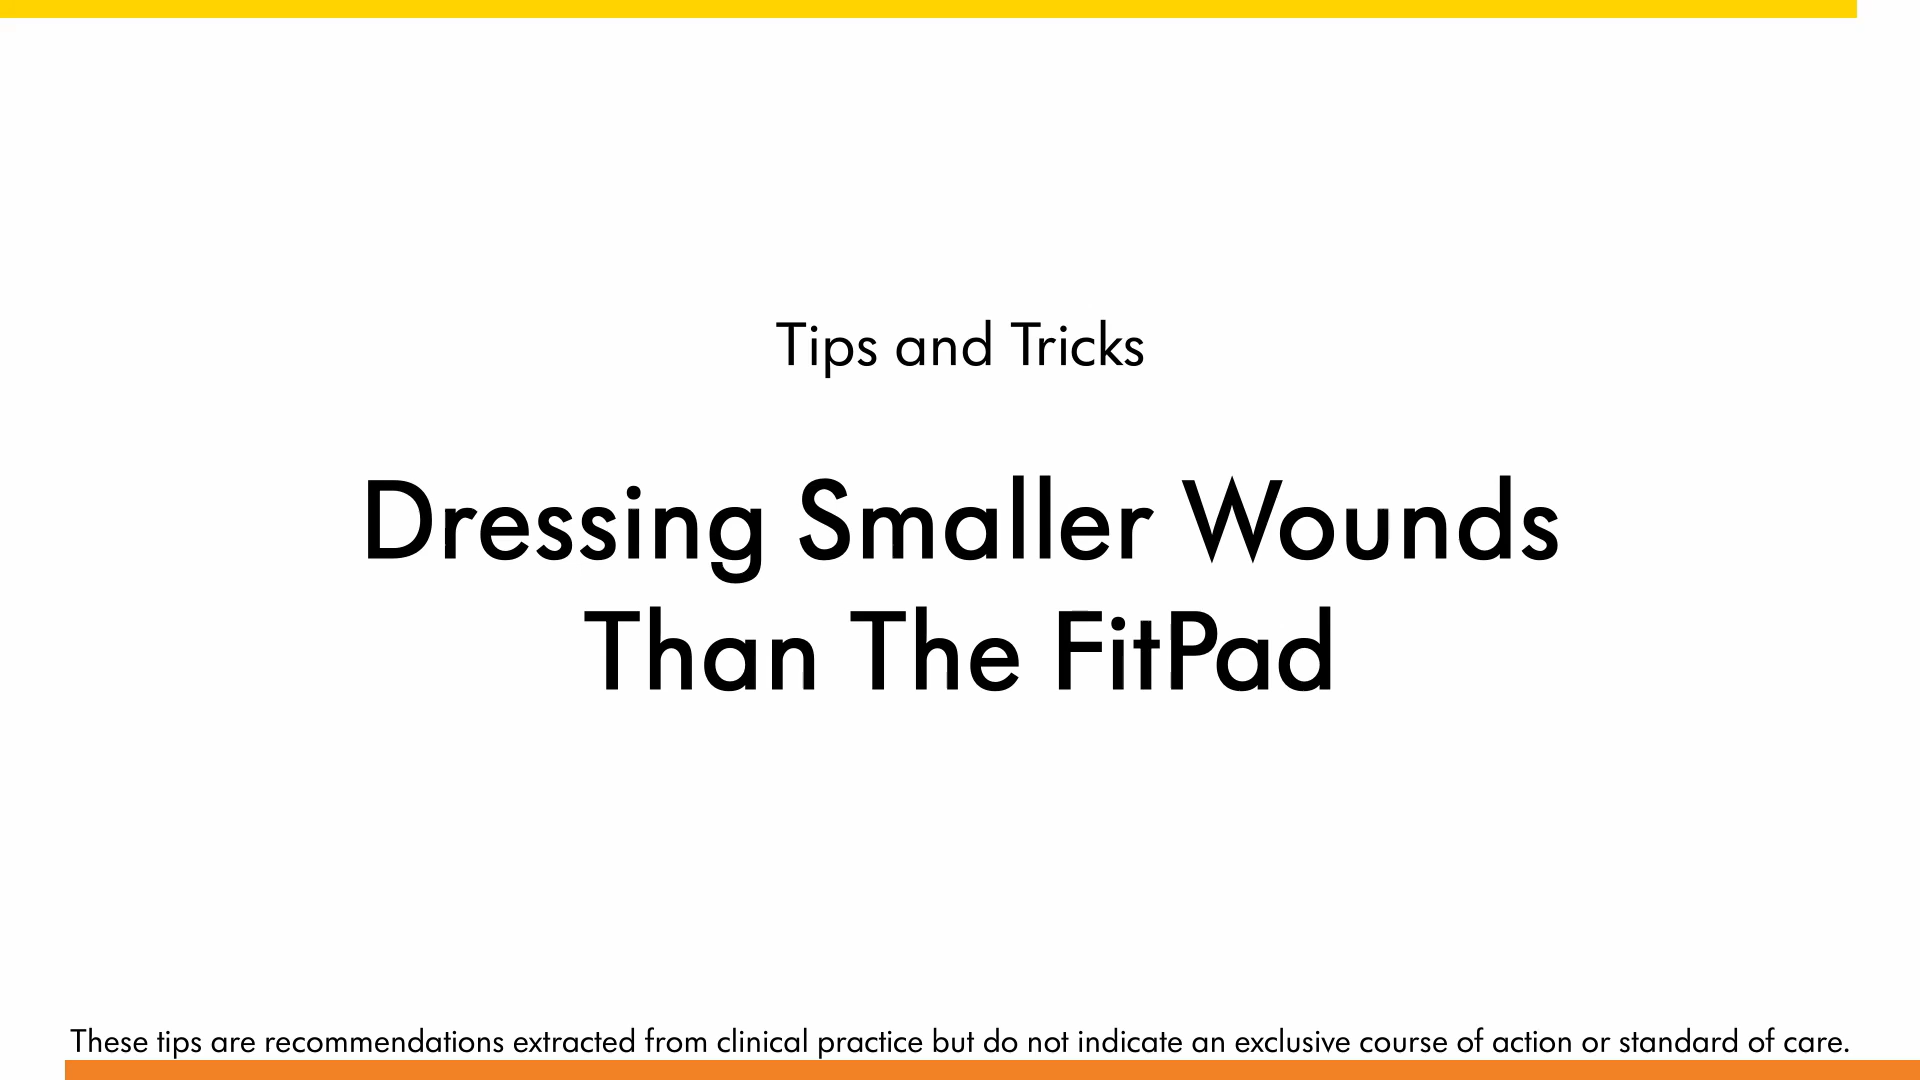 Tips and Tricks
Dressing Smaller Wounds
Than The FitPad
These tips are recommendations extracted from clinical practice but do not indicate an exclusive course of action or standard of care.